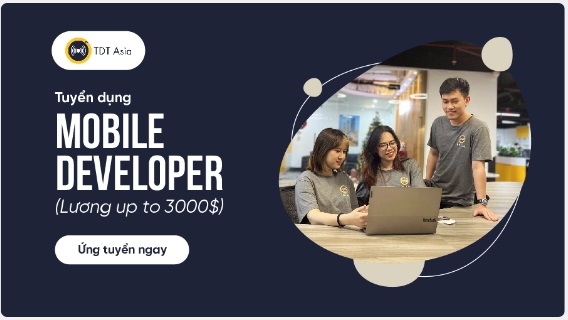 TDT Asia
Tuyển dụng
MOBILE
DEVELOPER
(Lương up to 3000$)
Ứng tuyển ngay